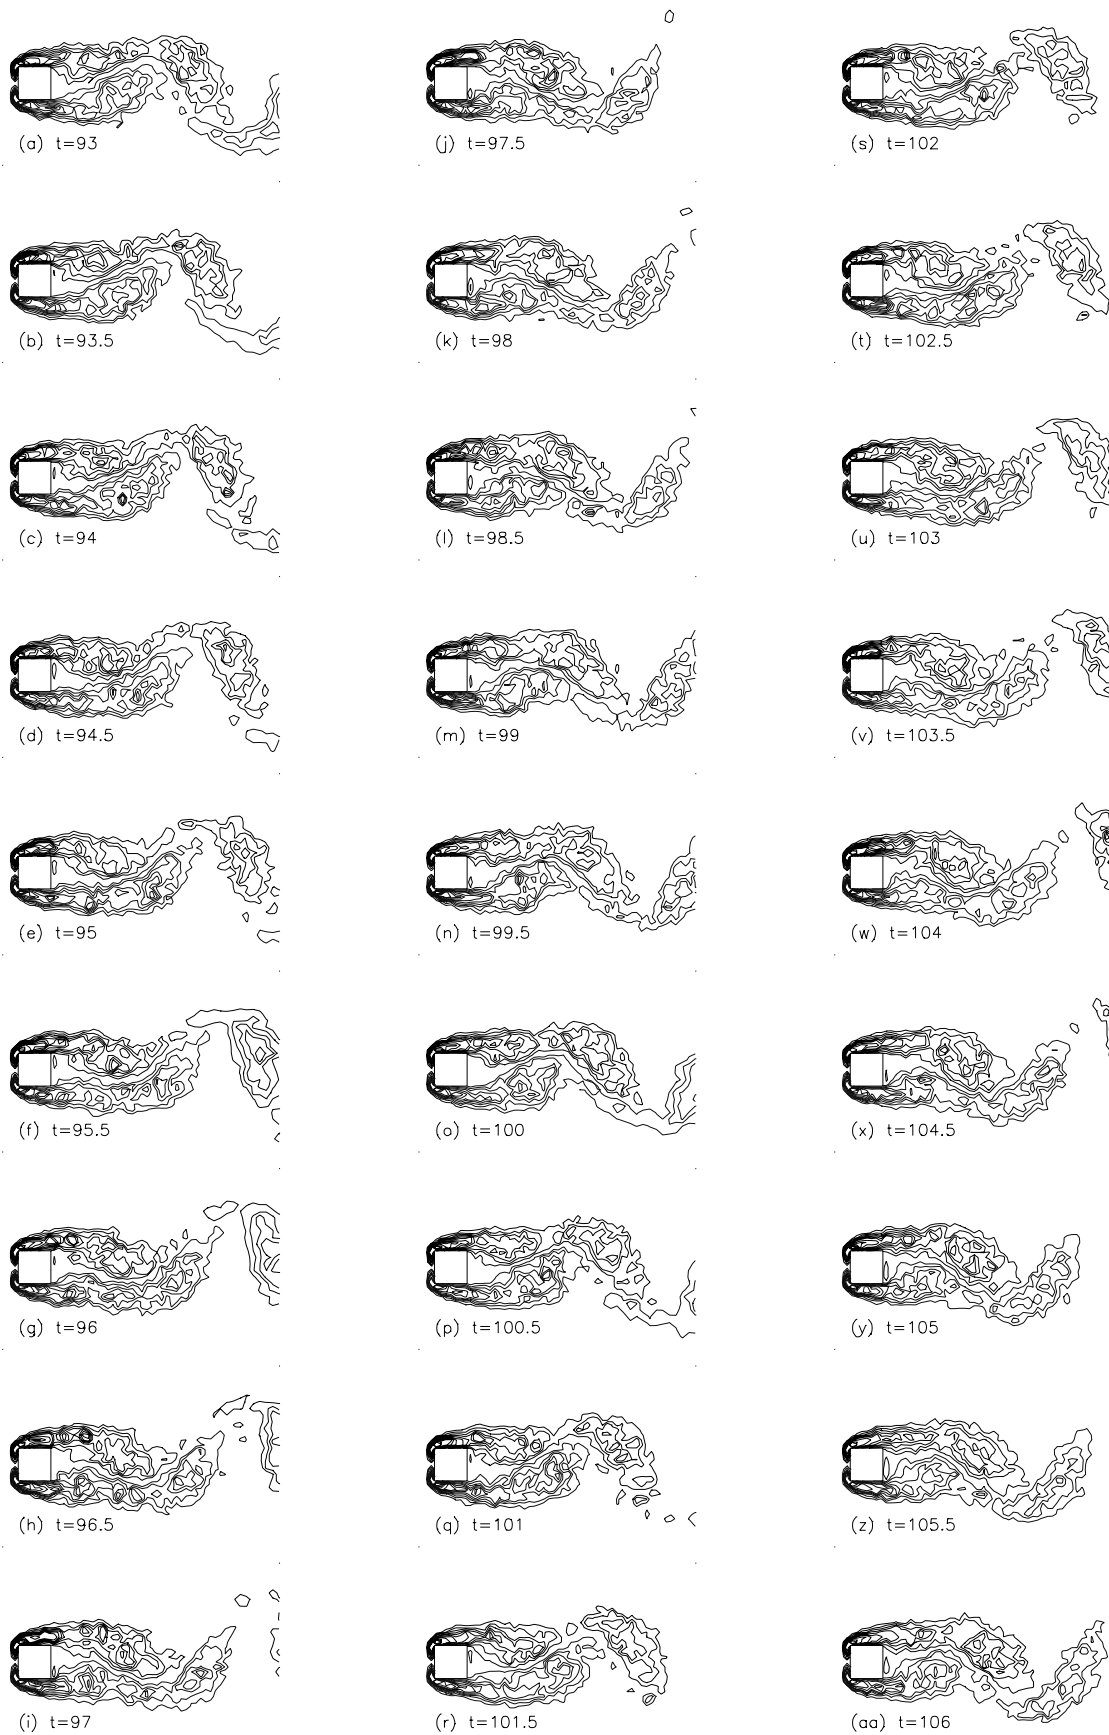 (a) t=93
(j) t=97.5
(s) t=102
(b) t=93.5
(k) t=98
(t) t=102.5
(c) t=94
(l) t=98.5
(u) t=103
(d) t=94.5
(m) t=99
(v) t=103.5
(e) t=95
(n) t=99.5
(w) t=104
(f) t=95.5
(o) t=100
(x) t=104.5
(g) t=96
(p) t=100.5
(y) t=105
(h) t=96.5
(q) t=101
(z) t=105.5
(i) t=97
(r) t=101.5
(aa) t=106